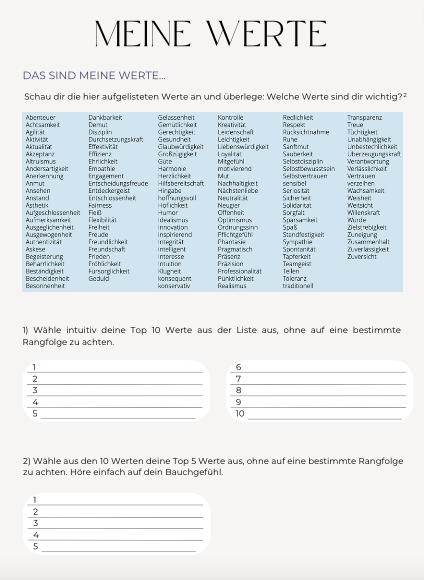 MEINE WERTE
DAS SIND MEINE WERTE...
Schau dir die hier aufgelisteten Werte an und überlege: Welche Werte sind dir wichtig?²
Abenteuer
Achtsamkeit
Agilität
Aktivität
Aktualität
Akzeptanz
Altruismus
Andersartigkeit
Anerkennung
Anmut
Ansehen
Anstand
Ästhetik
Aufgeschlossenheit
Aufmerksamkeit
Ausgeglichenheit
Ausgewogenheit
Authentizität
Askese
Begeisterung
Beharrlichkeit
Beständigkeit
Bescheidenheit
Besonnenheit
Dankbarkeit
Demut
Disziplin
Durchsetzungskraft
Effektivität
Effizienz
Ehrlichkeit
Empathie
Engagement
Entscheidungsfreude
Entschlossenheit
Fairness
Fleiß
Flexibilität
Freiheit
Freude
Freundlichkeit
Freundschaft
Frieden
Fröhlichkeit
Fürsorglichkeit
Geduld
Gelassenheit
Gemütlichkeit
Gerechtigkeit
Gesundheit
Glaubwürdigkeit
Großzügigkeit
Güte
Harmonie
Herzlichkeit
Hilfsbereitschaft
Hingabe
hoffnungsvoll
Höflichkeit
Humor
Idealismus
Innovation
inspirierend
Integrität
intelligent
Interesse
Intuition
Klugheit
konsequent
konservativ
Kontrolle
Kreativität
Leidenschaft
Leichtigkeit
Liebenswürdigkeit
Loyalität
Mitgefühl
motivierend
Mut
Nachhaltigkeit
Nächstenliebe
Neutralität
Neugier
Offenheit
Optimismus
Ordnungssinn
Pflichtgefühl
Phantasie
Pragmatisch
Präsenz
Präzision
Professionalität
Pünktlichkeit
Realismus
Redlichkeit
Respekt
Rücksichtnahme
Ruhe
Sanftmut
Sauberkeit
Selbstdisziplin
Selbstbewusstsein
Selbstvertrauen
sensibel
Seriosität
Sicherheit
Solidarität
Sorgfalt
Sparsamkeit
Spaß
Standfestigkeit
Sympathie
Spontanität
Tapferkeit
Teamgeist
Teilen
Toleranz
traditionell
Transparenz
Treue
Tüchtigkeit
Unabhängigkeit
Unbestechlichkeit
Überzeugungskraft
Verantwortung
Verlässlichkeit
Vertrauen
verzeihen
Wachsamkeit
Weisheit
Weitsicht
Willenskraft
Würde
Zielstrebigkeit
Zuneigung
Zusammenhalt
Zuverlässigkeit
Zuversicht
1) Wähle intuitiv deine Top 10 Werte aus der Liste aus, ohne auf eine bestimmte
Rangfolge zu achten.
1
2
3
4
5
6
7
8
9
10
2) Wähle aus den 10 Werten deine Top 5 Werte aus, ohne auf eine bestimmte Rangfolge
zu achten. Höre einfach auf dein Bauchgefühl.
1
2
3
4
5